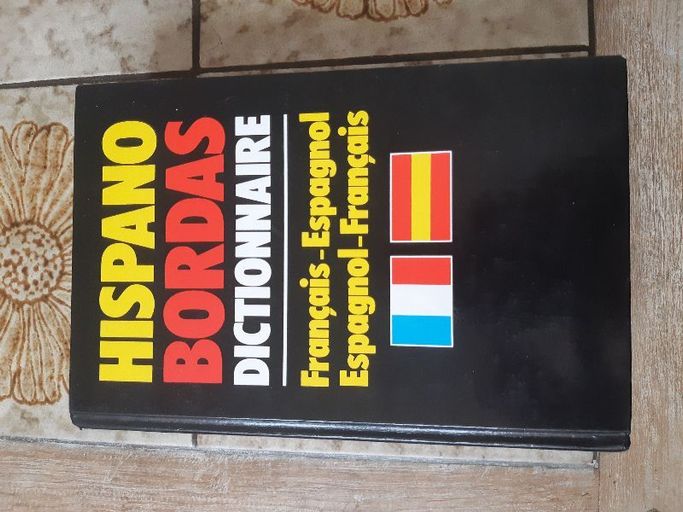 HISPANO
BORDAS
DICTIONNAIRE
Français-Espagnol
Espagnol-Français